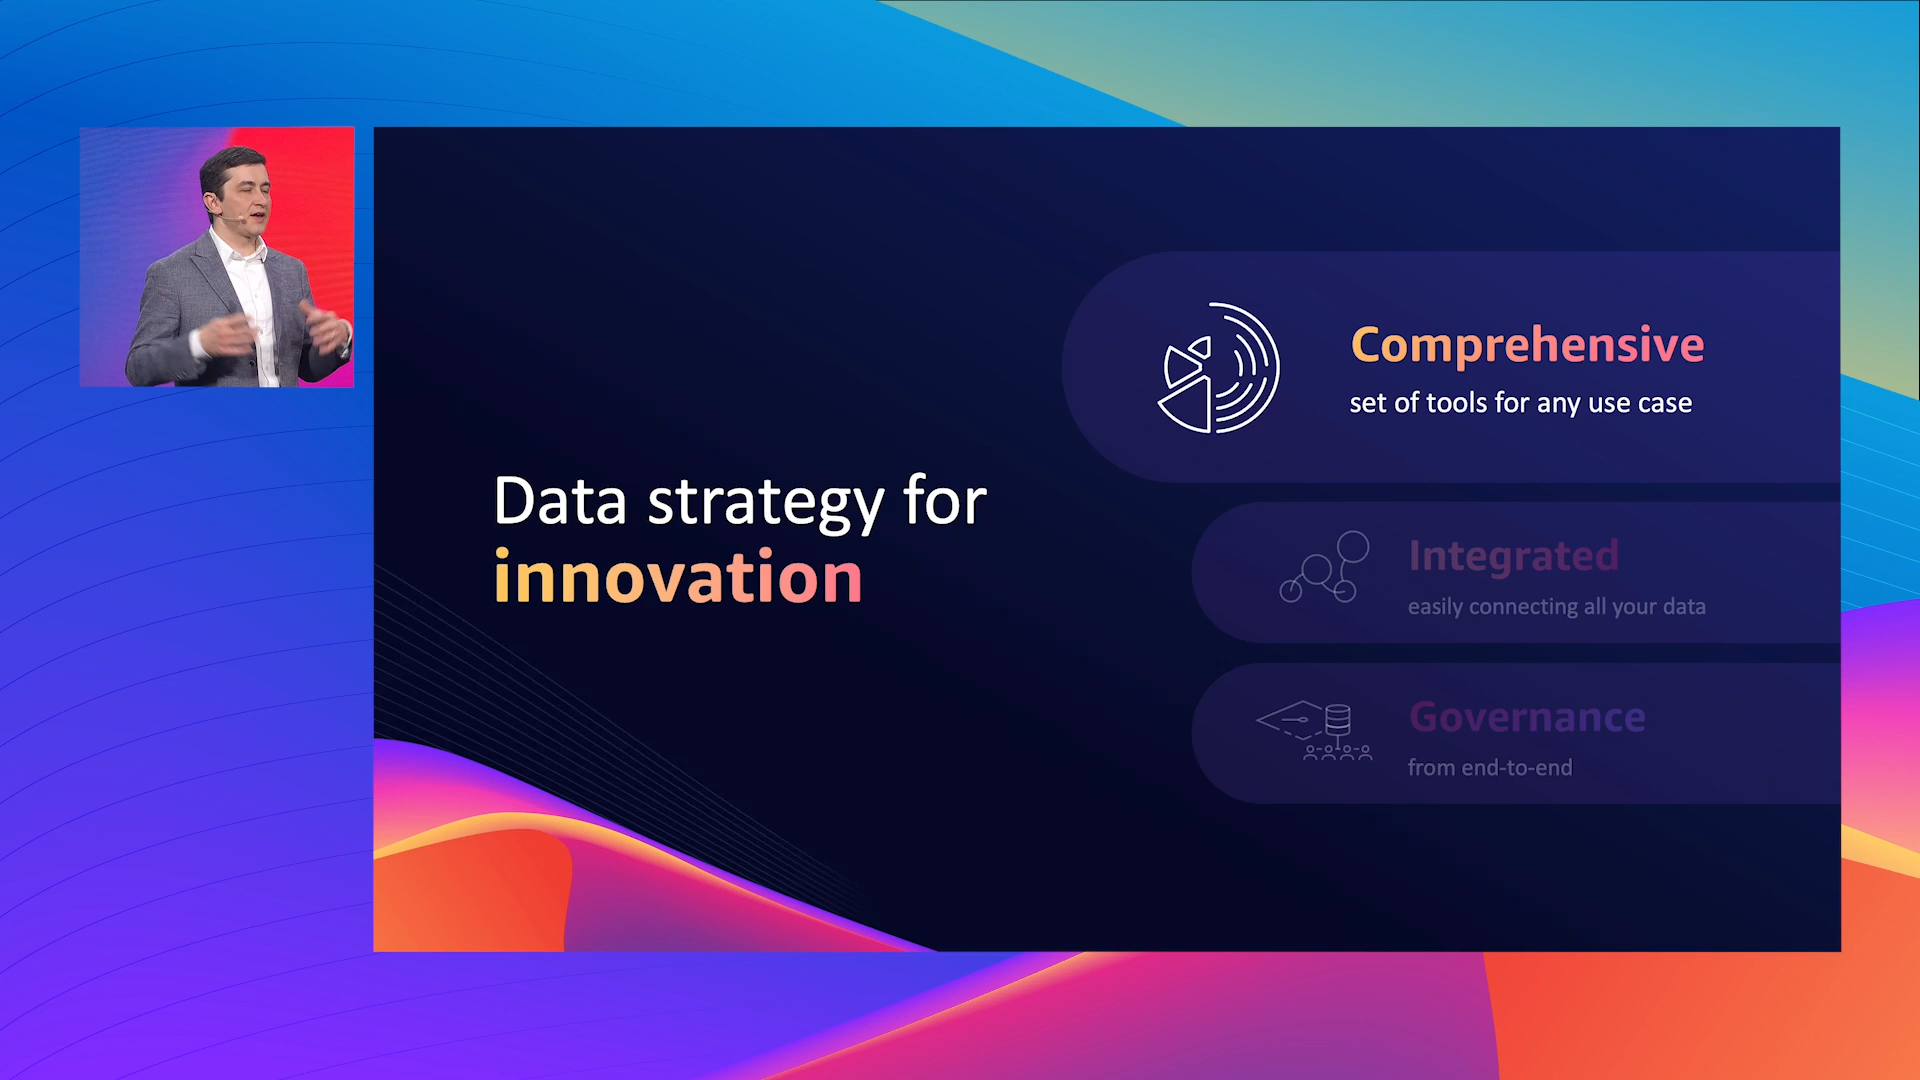 Data strategy for
innovation
Comprehensive
set of tools for any use case
Integrated
easily connecting all your data
Governance
from end-to-end